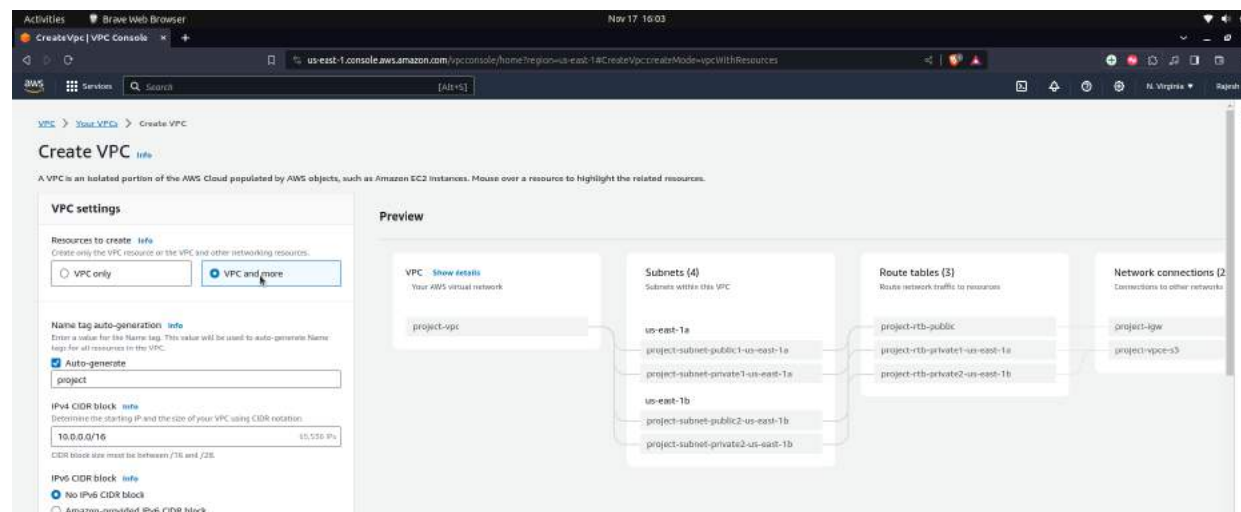 Activities Brave Web Browser Nov 17 16:03
CreateVpc | VPC Console × +
us-east-1.console.aws.amazon.com/vpcconsole/home?region=us-east-1#CreateVpc:createMode=vpcWithResources
aws Services Search [Alt+S] N. Virginia Rajesh
VPC > Your VPCs > Create VPC
Create VPC Info
A VPC is an isolated portion of the AWS Cloud populated by AWS objects, such as Amazon EC2 instances. Mouse over a resource to highlight the related resources.
VPC settings
Resources to create Info
Create only the VPC resource or the VPC and other networking resources.
VPC only
VPC and more
Name tag auto-generation Info
Enter a value for the Name tag. This value will be used to auto-generate Name
tags for all resources in the VPC.
Auto-generate
project
IPv4 CIDR block Info
Determine the starting IP and the size of your VPC using CIDR notation.
10.0.0.0/16 65,536 IPs
CIDR block size must be between /16 and /28.
IPv6 CIDR block Info
No IPv6 CIDR block
Amazon-provided IPv6 CIDR block
Preview
VPC Show details
Your AWS virtual network
project-vpc
Subnets (4)
Subnets within this VPC
us-east-1a
project-subnet-public1-us-east-1a
project-subnet-private1-us-east-1a
us-east-1b
project-subnet-public2-us-east-1b
project-subnet-private2-us-east-1b
Route tables (3)
Route network traffic to resources
project-rtb-public
project-rtb-private1-us-east-1a
project-rtb-private2-us-east-1b
Network connections (2
Connections to other networks
project-igw
project-vpce-s3